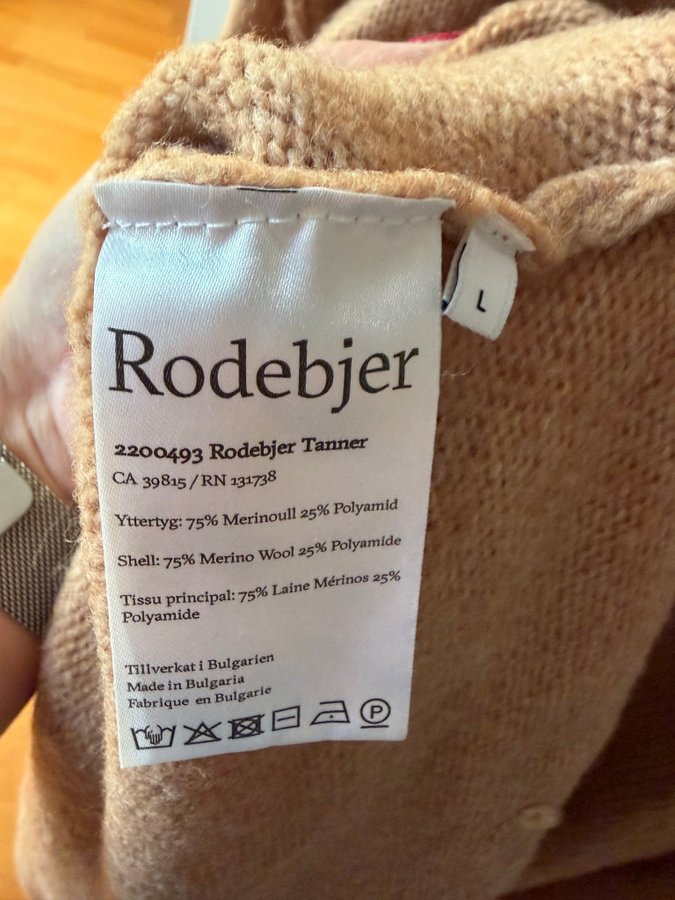 Rodebjer
2200493 Rodebjer Tanner
CA 39815 / RN 131738
Yttertyg: 75% Merinoull 25% Polyamid
Shell: 75% Merino Wool 25% Polyamide
Tissu principal: 75% Laine Mérinos 25%
Polyamide
Tillverkat i Bulgarien
Made in Bulgaria
Fabrique en Bulgarie
P
L